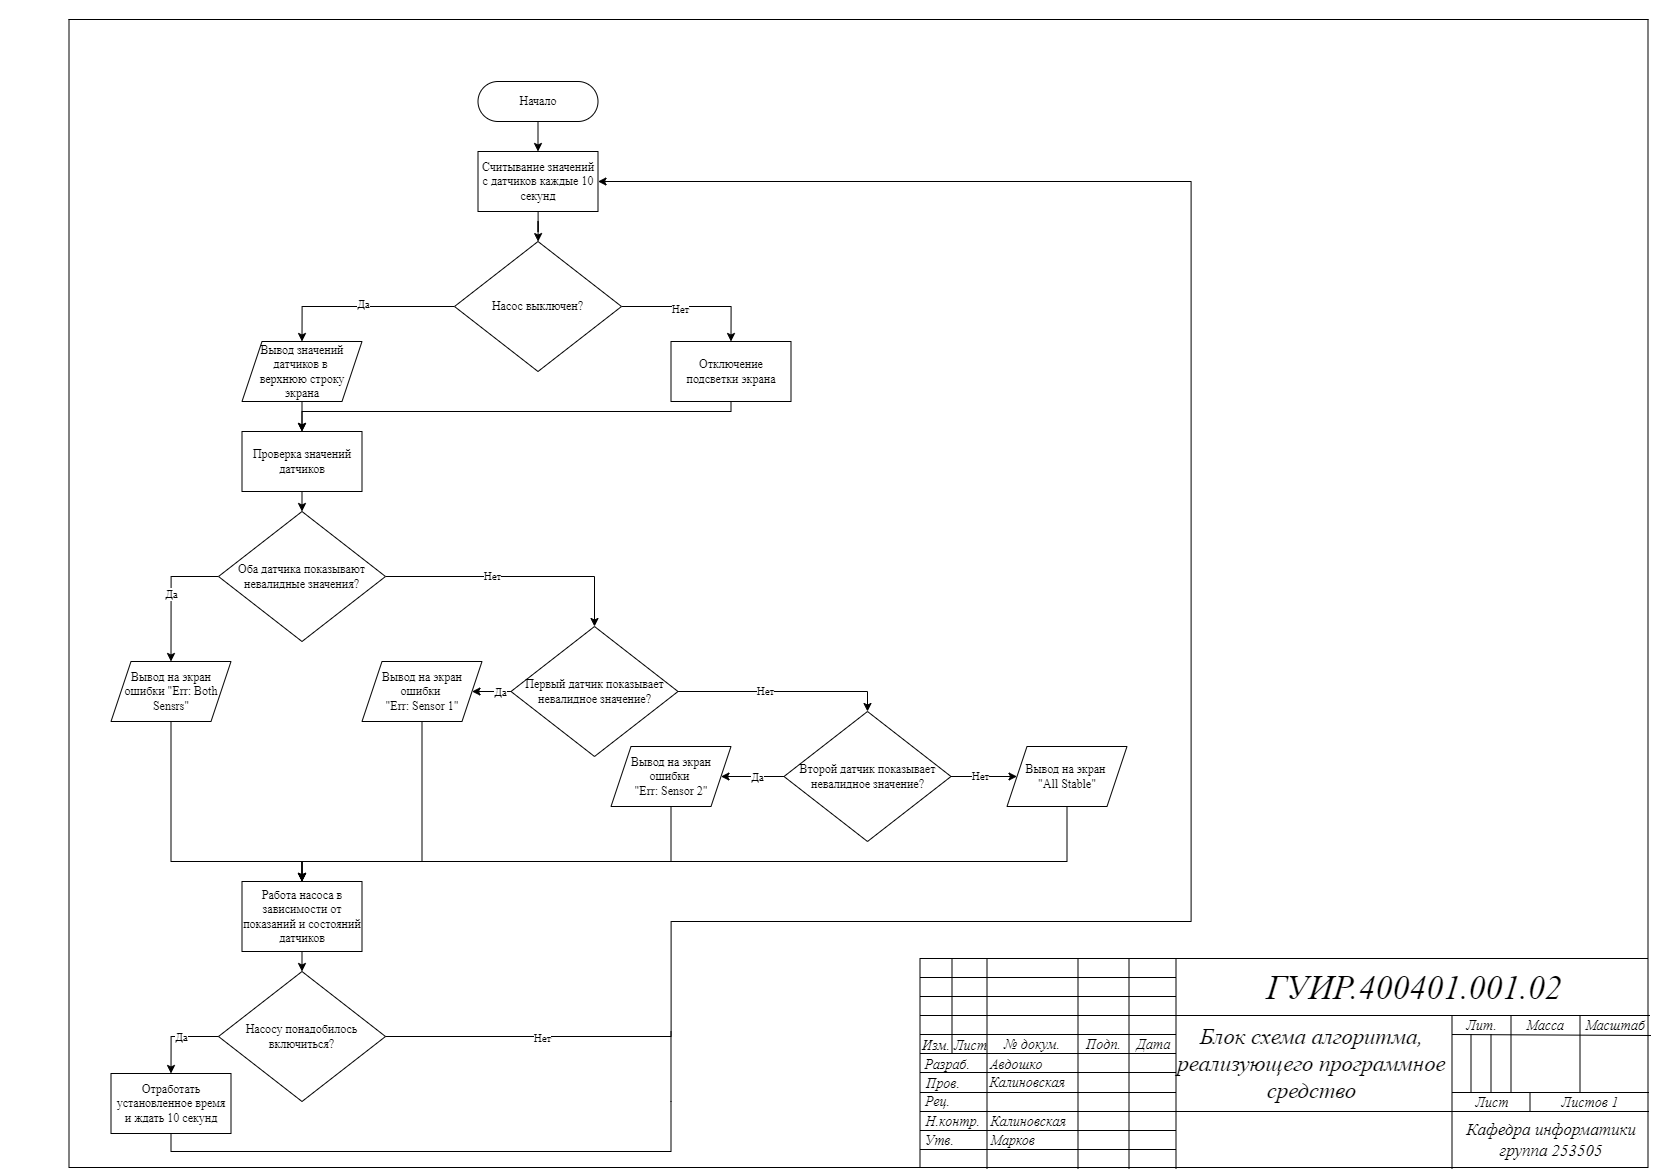 Начало
Считывание значений
с датчиков каждые 10
секунд
Насос выключен?
Да
Нет
Вывод значений
датчиков в
верхнюю строку
экрана
Отключение
подсветки экрана
Проверка значений
датчиков
Оба датчика показывают
невалидные значения?
Да
Нет
Вывод на экран
ошибки "Err: Both
Sensrs"
Вывод на экран
ошибки
"Err: Sensor 1"
Да
Первый датчик показывает
невалидное значение?
Нет
Вывод на экран
ошибки
"Err: Sensor 2"
Да
Второй датчик показывает
невалидное значение?
Нет
Вывод на экран
"All Stable"
Работа насоса в
зависимости от
показаний и состояний
датчиков
Насосу понадобилось
включиться?
Да
Нет
Отработать
установленное время
и ждать 10 секунд
ГУИР.400401.001.02
Изм. Лист № докум. Подп. Дата
Разраб. Авдошко
Пров. Калиновская
Рец.
Н.контр. Калиновская
Утв. Марков
Блок схема алгоритма,
реализующего программное
средство
Лит. Масса Масштаб
Лист Листов 1
Кафедра информатики
группа 253505